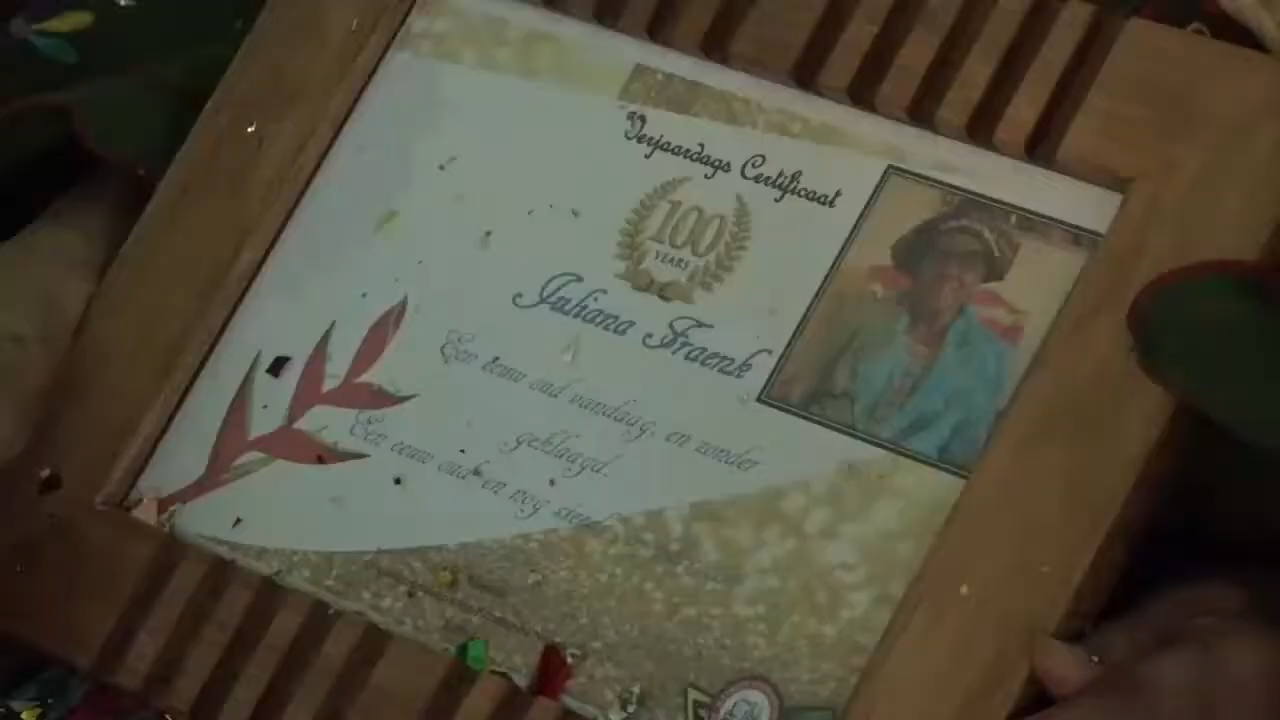 Verjaardags Certificaat
100
YEARS
Juliana Fraenk
Een eeuw oud vandaag, en zonder
geklaagd.
Een eeuw oud en nog steeds